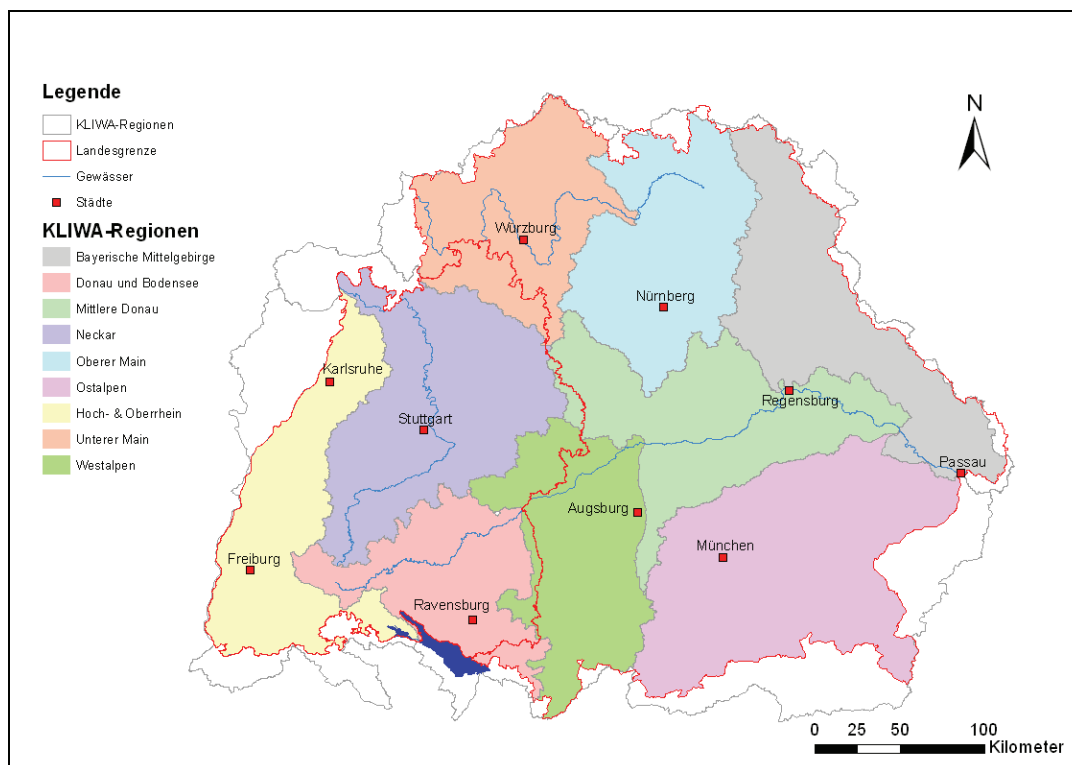 Legende
KLIWA-Regionen
Landesgrenze
Gewässer
Städte
KLIWA-Regionen
Bayerische Mittelgebirge
Donau und Bodensee
Mittlere Donau
Neckar
Oberer Main
Ostalpen
Hoch- & Oberrhein
Unterer Main
Westalpen
N
Würzburg
Nürnberg
Karlsruhe
Stuttgart
Regensburg
Passau
Augsburg
München
Freiburg
Ravensburg
0 25 50 100
Kilometer